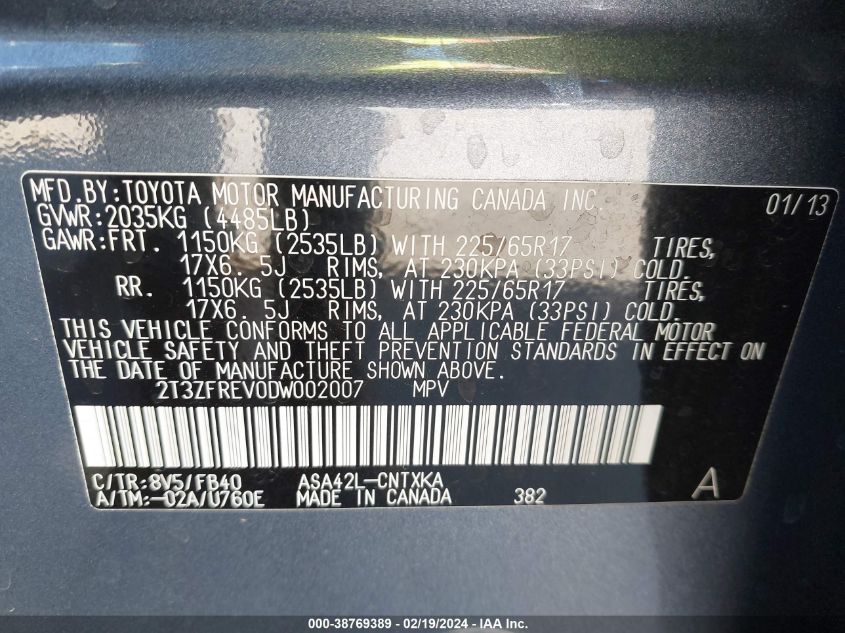 MFD.BY:TOYOTA MOTOR MANUFACTURING CANADA INC. 01/13
GVWR:2035KG (4485LB)
GAWR:FRT. 1150KG (2535LB) WITH 225/65R17 TIRES,
17X6. 5J RIMS, AT 230KPA (33PSI) COLD.
RR. 1150KG (2535LB) WITH 225/65R17 TIRES,
17X6. 5J RIMS, AT 230KPA (33PSI) COLD.
THIS VEHICLE CONFORMS TO ALL APPLICABLE FEDERAL MOTOR
VEHICLE SAFETY AND THEFT PREVENTION STANDARDS IN EFFECT ON
THE DATE OF MANUFACTURE SHOWN ABOVE.
2T3ZFREV0DW002007 MPV
C/TR:8V5/FB40 ASA42L-CNTXKA
A/TM:-02A/U760E MADE IN CANADA 382 A
000-38769389 - 02/19/2024 - IAA Inc.